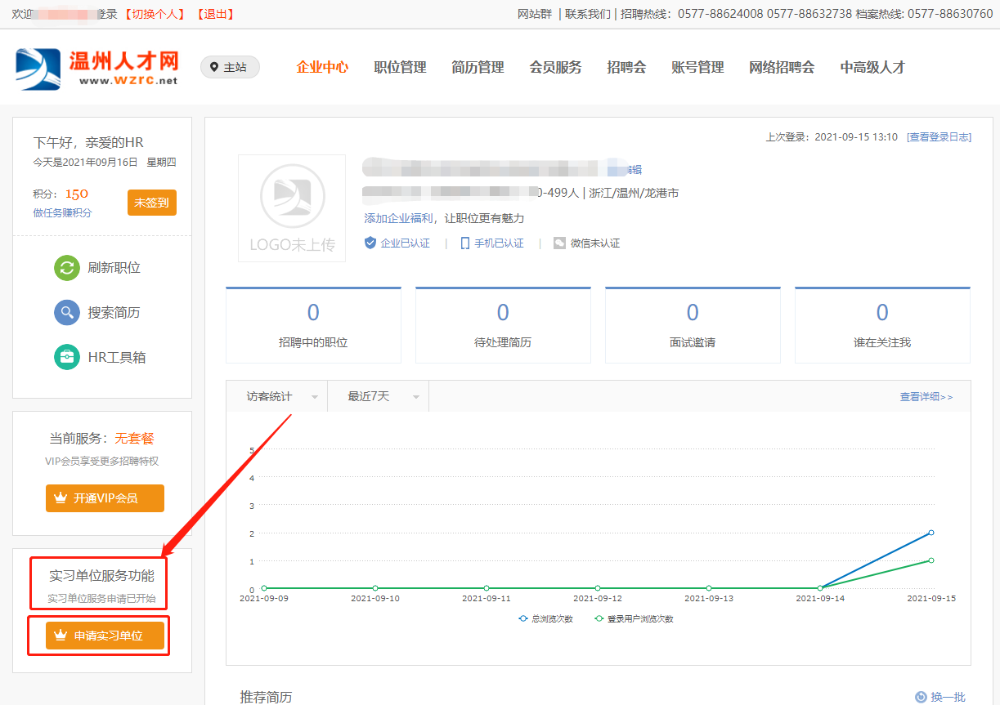 欢迎 登录 【切换个人】 【退出】
网站群 | 联系我们 | 招聘热线: 0577-88624008 0577-88632738 档案热线: 0577-88630760
温州人才网
www.wzrc.net
主站
企业中心 职位管理 简历管理 会员服务 招聘会 账号管理 网络招聘会 中高级人才
下午好，亲爱的HR
今天是2021年09月16日 星期四
积分: 150
做任务赚积分
未签到
刷新职位
搜索简历
HR工具箱
当前服务: 无套餐
VIP会员享受更多招聘特权
开通VIP会员
实习单位服务功能
实习单位服务申请已开始
申请实习单位
上次登录: 2021-09-15 13:10 [查看登录日志]
LOGO未上传
编辑
0-499人 | 浙江/温州/龙港市
添加企业福利，让职位更有魅力
企业已认证 | 手机已认证 | 微信未认证
0
招聘中的职位
0
待处理简历
0
面试邀请
0
谁在关注我
访客统计 最近7天 查看详细>>
5
4
3
2
1
0
2021-09-09 2021-09-10 2021-09-11 2021-09-12 2021-09-13 2021-09-14 2021-09-15
总浏览次数 登录用户浏览次数
推荐简历 换一批